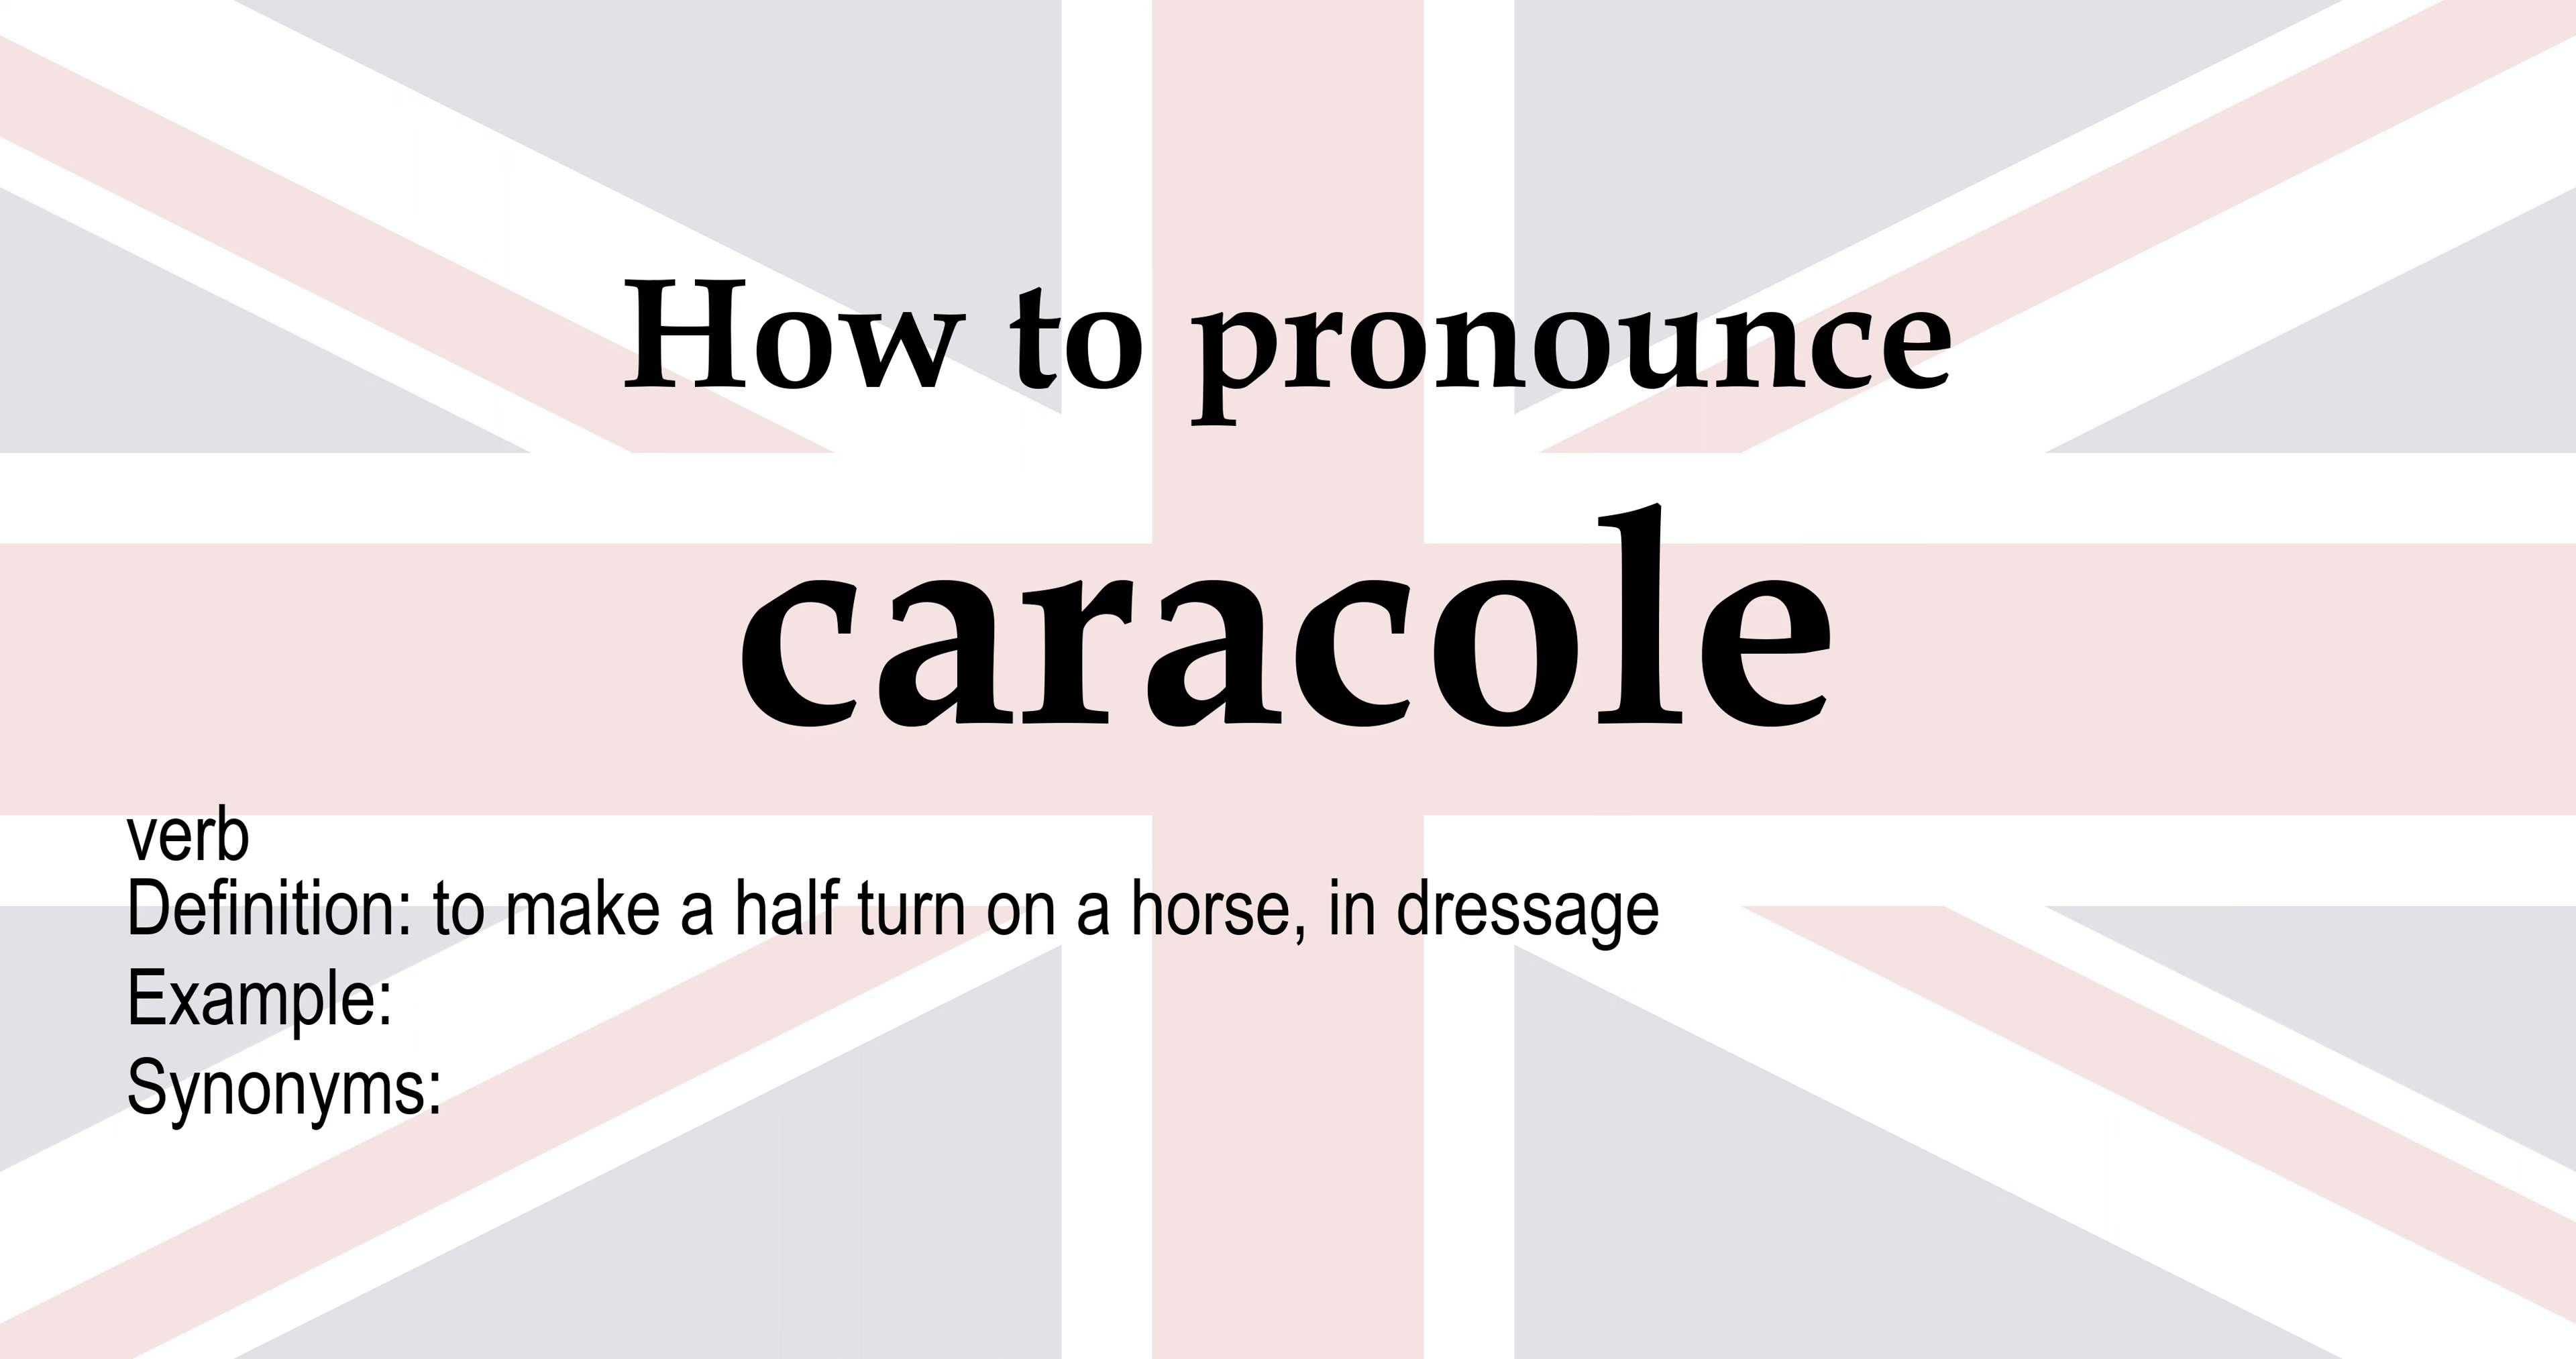 How to pronounce
caracole
verb
Definition: to make a half turn on a horse, in dressage
Example:
Synonyms: